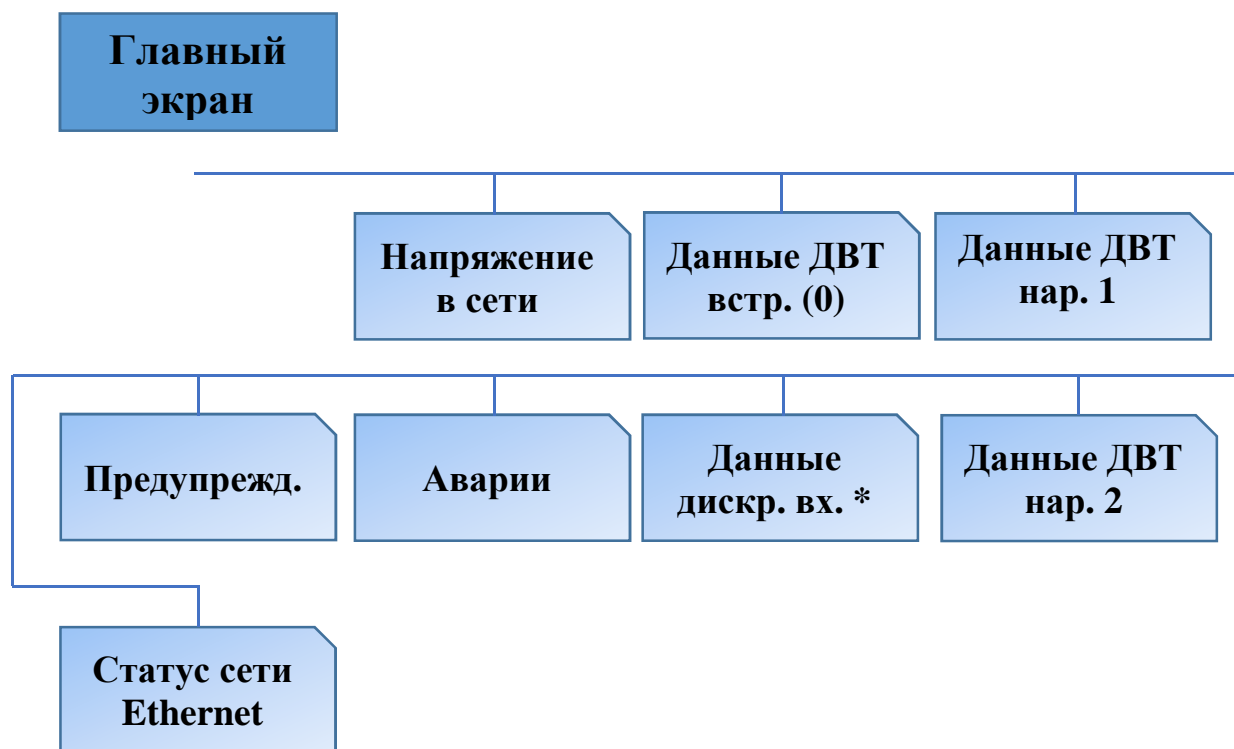 Главный
экран
Напряжение
в сети
Данные ДВТ
встр. (0)
Данные ДВТ
нар. 1
Предупрежд.
Аварии
Данные
дискр. вх. *
Данные ДВТ
нар. 2
Статус сети
Ethernet